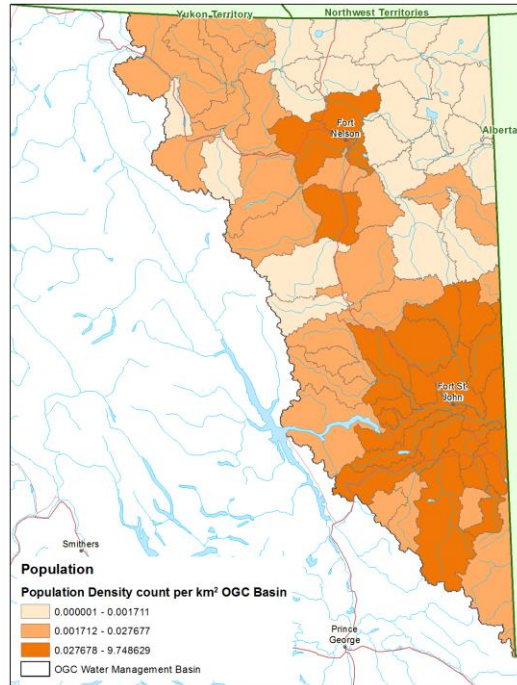 Yukon Territory
Northwest Territories
Fort
Nelson
Alberta
Fort St.
John
Smithers
Prince
George
Population
Population Density count per km² OGC Basin
0.000001 - 0.001711
0.001712 - 0.027677
0.027678 - 9.748629
OGC Water Management Basin